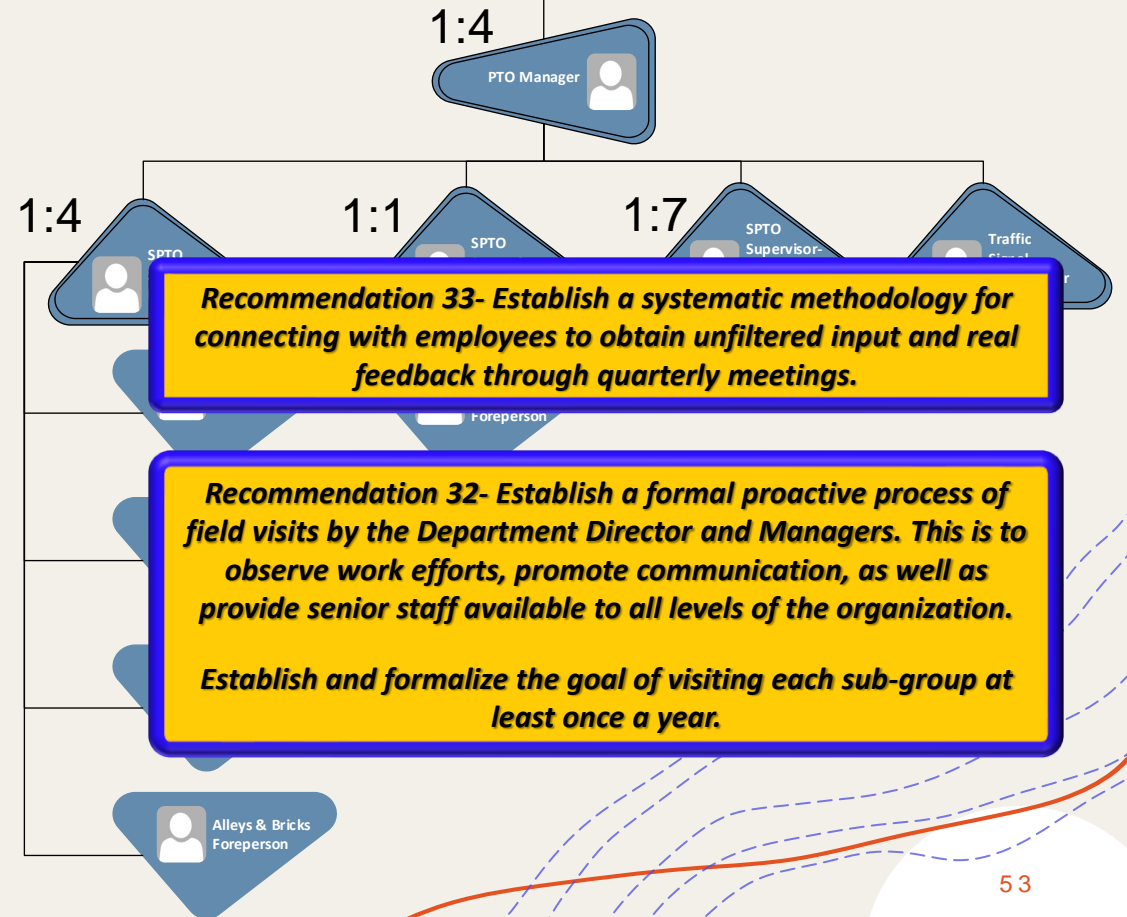 1:4
PTO Manager
1:4
1:1
1:7
SPTO
SPTO
SPTO
Supervisor-
Traffic
Signal
Recommendation 33- Establish a systematic methodology for
connecting with employees to obtain unfiltered input and real
feedback through quarterly meetings.
Foreperson
Recommendation 32- Establish a formal proactive process of
field visits by the Department Director and Managers. This is to
observe work efforts, promote communication, as well as
provide senior staff available to all levels of the organization.
Establish and formalize the goal of visiting each sub-group at
least once a year.
Alleys & Bricks
Foreperson
53